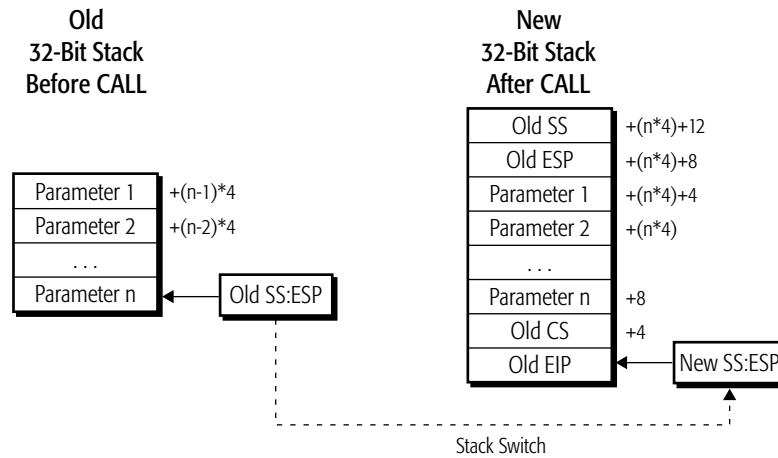 Old
32-Bit Stack
Before CALL
New
32-Bit Stack
After CALL
Parameter 1 +(n-1)*4
Parameter 2 +(n-2)*4
. . .
Parameter n
Old SS:ESP
Old SS +(n*4)+12
Old ESP +(n*4)+8
Parameter 1 +(n*4)+4
Parameter 2 +(n*4)
. . .
Parameter n +8
Old CS +4
Old EIP
New SS:ESP
Stack Switch